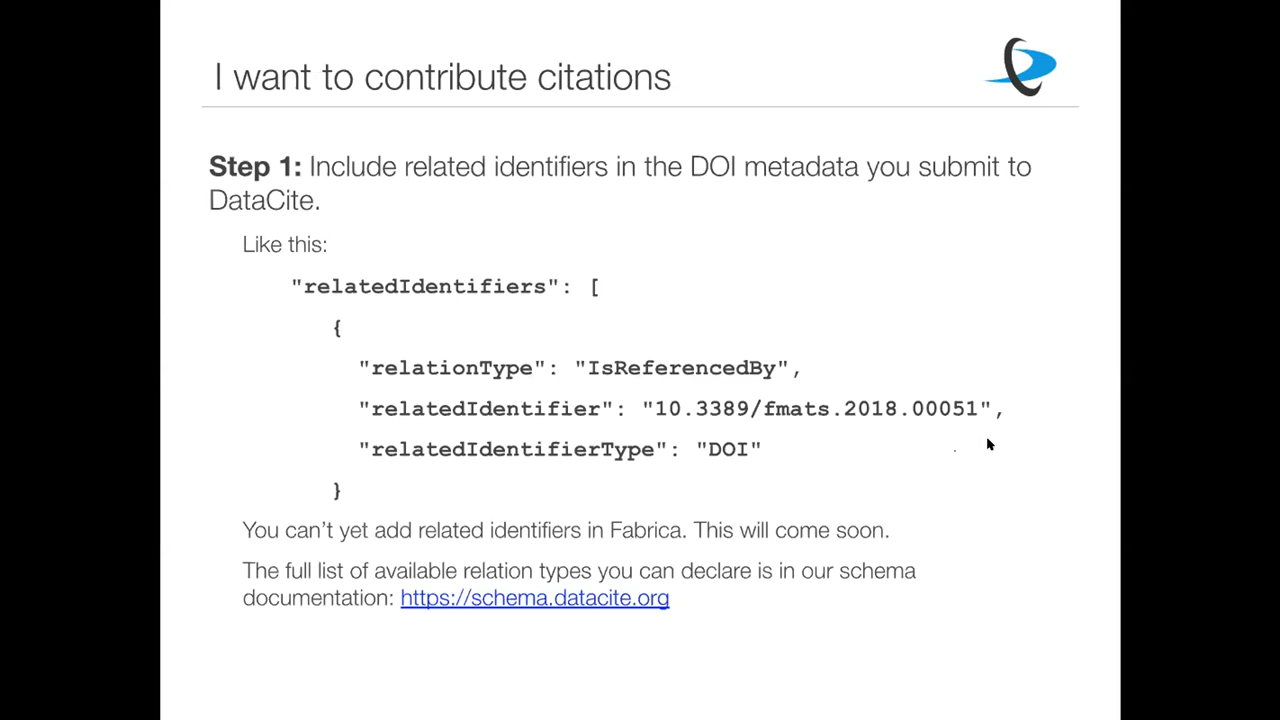 I want to contribute citations
Step 1: Include related identifiers in the DOI metadata you submit to
DataCite.
Like this:
"relatedIdentifiers": [
{
"relationType": "IsReferencedBy",
"relatedIdentifier": "10.3389/fmats.2018.00051",
"relatedIdentifierType": "DOI"
}
You can’t yet add related identifiers in Fabrica. This will come soon.
The full list of available relation types you can declare is in our schema
documentation: https://schema.datacite.org